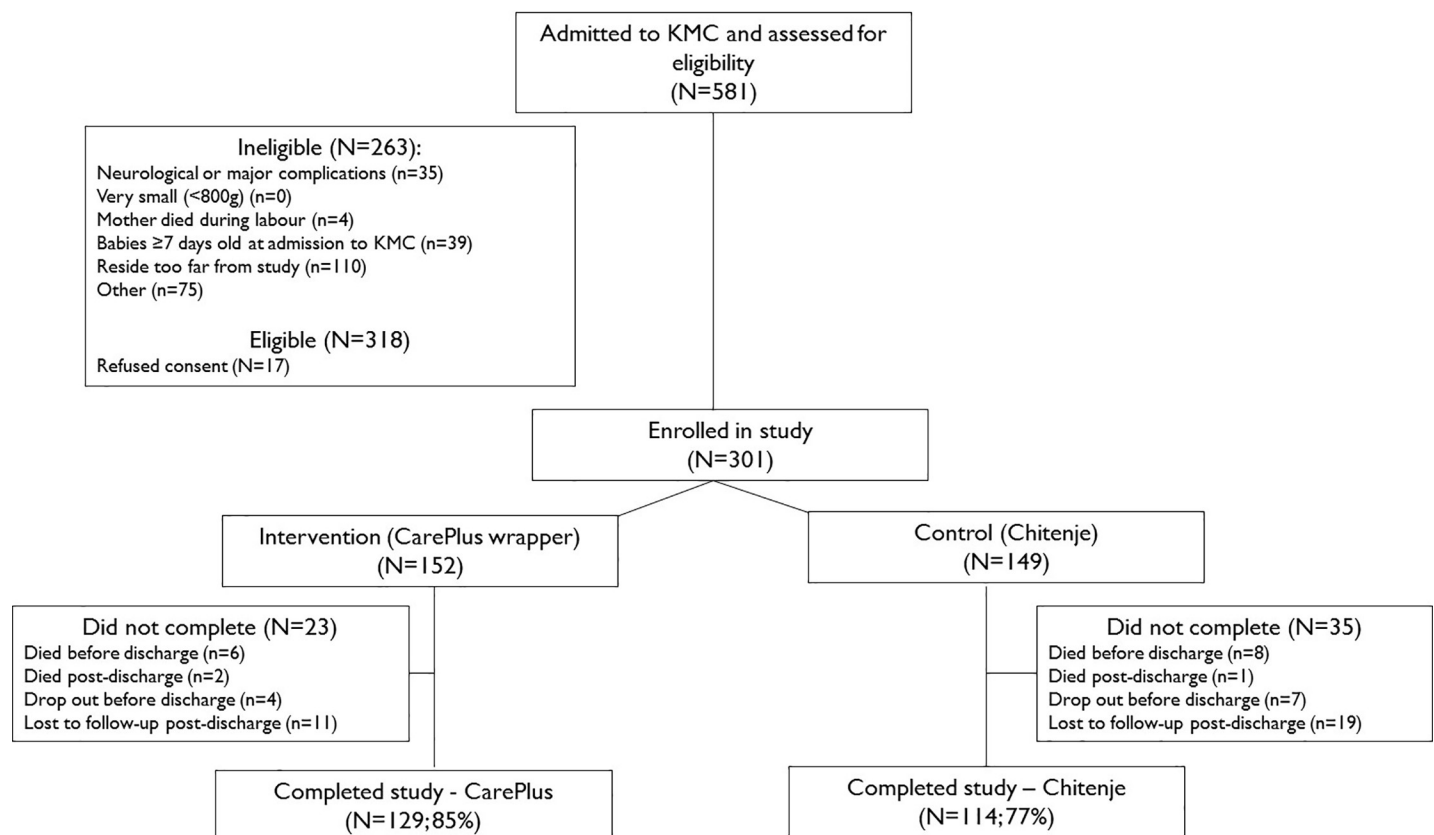 Admitted to KMC and assessed for
eligibility
(N=581)
Ineligible (N=263):
Neurological or major complications (n=35)
Very small (<800g) (n=0)
Mother died during labour (n=4)
Babies ≥7 days old at admission to KMC (n=39)
Reside too far from study (n=110)
Other (n=75)
Eligible (N=318)
Refused consent (N=17)
Enrolled in study
(N=301)
Intervention (CarePlus wrapper)
(N=152)
Control (Chitenje)
(N=149)
Did not complete (N=23)
Died before discharge (n=6)
Died post-discharge (n=2)
Drop out before discharge (n=4)
Lost to follow-up post-discharge (n=11)
Did not complete (N=35)
Died before discharge (n=8)
Died post-discharge (n=1)
Drop out before discharge (n=7)
Lost to follow-up post-discharge (n=19)
Completed study - CarePlus
(N=129;85%)
Completed study – Chitenje
(N=114;77%)